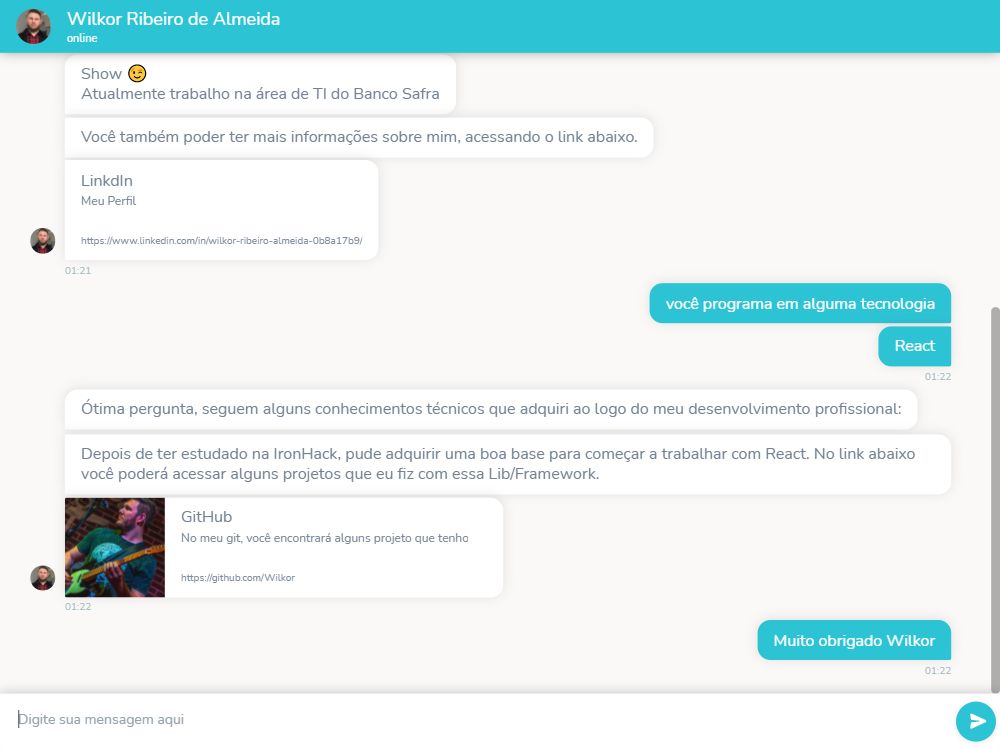 Wilkor Ribeiro de Almeida
online
Show 😉
Atualmente trabalho na área de TI do Banco Safra
Você também poder ter mais informações sobre mim, acessando o link abaixo.
LinkdIn
Meu Perfil
https://www.linkedin.com/in/wilkor-ribeiro-almeida-0b8a17b9/
01:21
você programa em alguma tecnologia
React
01:22
Ótima pergunta, seguem alguns conhecimentos técnicos que adquiri ao logo do meu desenvolvimento profissional:
Depois de ter estudado na IronHack, pude adquirir uma boa base para começar a trabalhar com React. No link abaixo
você poderá acessar alguns projetos que eu fiz com essa Lib/Framework.
GitHub
No meu git, você encontrará alguns projeto que tenho
https://github.com/Wilkor
01:22
Muito obrigado Wilkor
01:22
Digite sua mensagem aqui